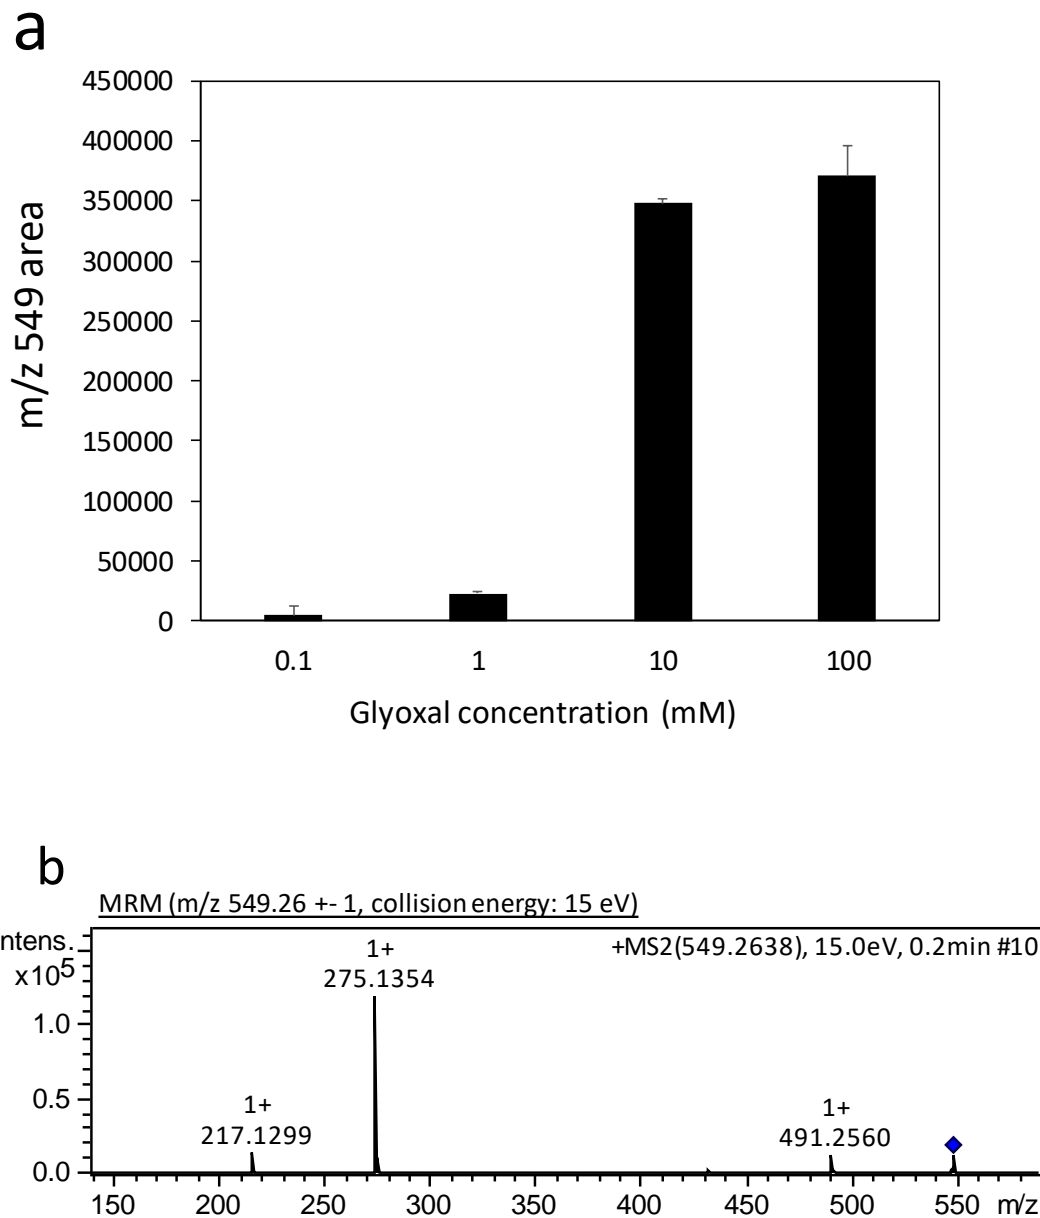 a
450000
400000
350000
300000
250000
200000
150000
100000
50000
0
m/z 549 area
0.1 1 10 100
Glyoxal concentration (mM)
b
MRM (m/z 549.26 +- 1, collision energy: 15 eV)
ntens.
x105
+MS2(549.2638), 15.0eV, 0.2min #10
1+
275.1354
1.0
0.5
1+
217.1299
1+
491.2560
0.0
150 200 250 300 350 400 450 500 550 m/z